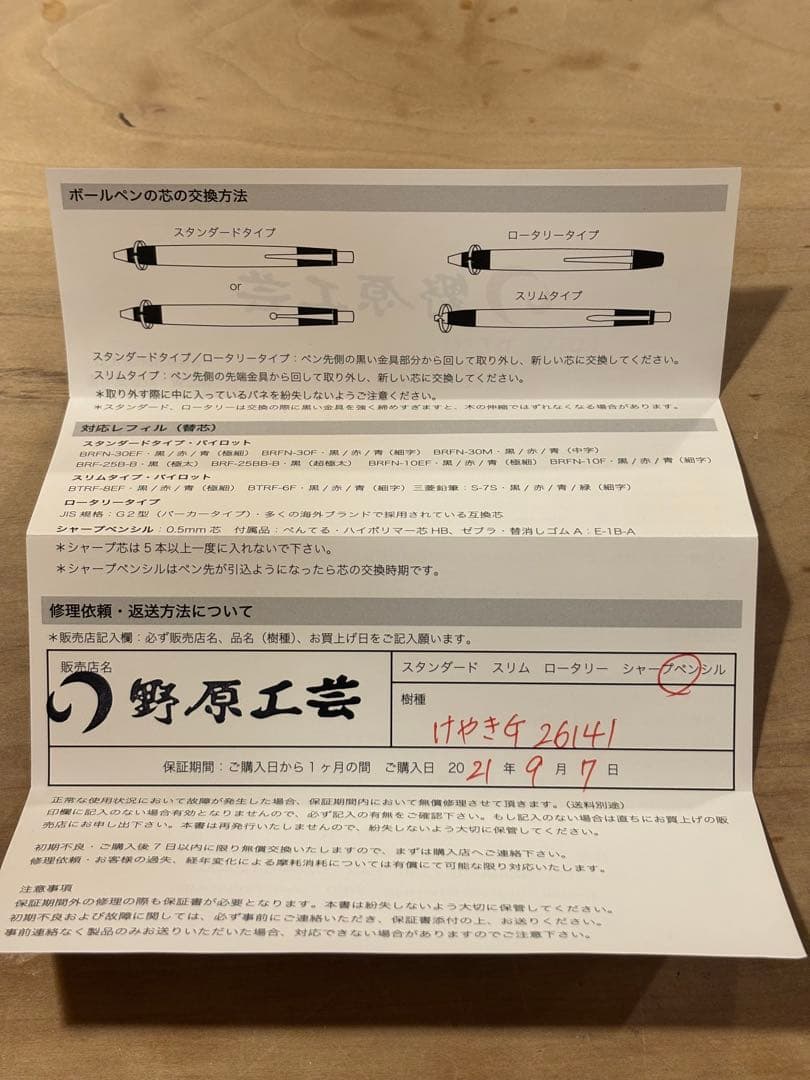 ボールペンの芯の交換方法
スタンダードタイプ
ロータリータイプ
or
スリムタイプ
スタンダードタイプ／ロータリータイプ：ペン先側の黒い金具部分から回して取り外し、新しい芯に交換してください。
スリムタイプ：ペン先側の先端金具から回して取り外し、新しい芯に交換してください。
＊取り外す際に中に入っているバネを紛失しないようご注意ください。
＊スタンダード、ロータリーは交換の際に黒い金具を強く締めすぎますと、木の伸縮ではずれなくなる場合があります。
対応レフィル（替芯）
スタンダードタイプ・パイロット
BRFN-30EF・黒/赤/青（極細） BRFN-30F・黒/赤/青（細字） BRFN-30M・黒/赤/青（中字）
BRF-25B-B・黒（極太） BRF-25BB-B・黒（超極太） BRFN-10EF・黒/赤/青（極細） BRFN-10F・黒/赤/青（細字）
スリムタイプ・パイロット
BTRF-8EF・黒/赤/青（極細） BTRF-6F・黒/赤/青（細字）三菱鉛筆：S-7S・黒/赤/青/緑（細字）
ロータリータイプ
JIS規格：G２型（パーカータイプ）・多くの海外ブランドで採用されている互換芯
シャープペンシル：0.5mm芯 付属品：ぺんてる・ハイポリマー芯HB、ゼブラ・替消しゴムA：E-1B-A
＊シャープ芯は５本以上一度に入れないで下さい。
＊シャープペンシルはペン先が引込ようになったら芯の交換時期です。
修理依頼・返送方法について
＊販売店記入欄：必ず販売店名、品名（樹種）、お買上げ日をご記入願います。
販売店名
野原工芸
スタンダード スリム ロータリー シャープペンシル
樹種
けやきG 26141
保証期間：ご購入日から１ヶ月の間 ご購入日 2021年9月7日
正常な使用状況において故障が発生した場合、保証期間内において無償修理させて頂きます。（送料別途）
印欄に記入のない場合有効となりませんので、必ず記入の有無をご確認下さい。もし記入のない場合は直ちにお買上げの販
売店にお申し出下さい。本書は再発行いたしませんので、紛失しないよう大切に保管してください。
初期不良・ご購入後７日以内に限り無償交換いたしますので、まずは購入店へご連絡下さい。
修理依頼・お客様の過失、経年変化による摩耗消耗については有償にて可能な限り対応いたします。
注意事項
保証期間外の修理の際も保証書が必要となります。本書は紛失しないよう大切に保管してください。
初期不良および故障に関しては、必ず事前にご連絡いただき、保証書添付の上、お送りください。
事前連絡なく製品のみお送りいただいた場合、対応できない場合がありますのでご注意下さい。